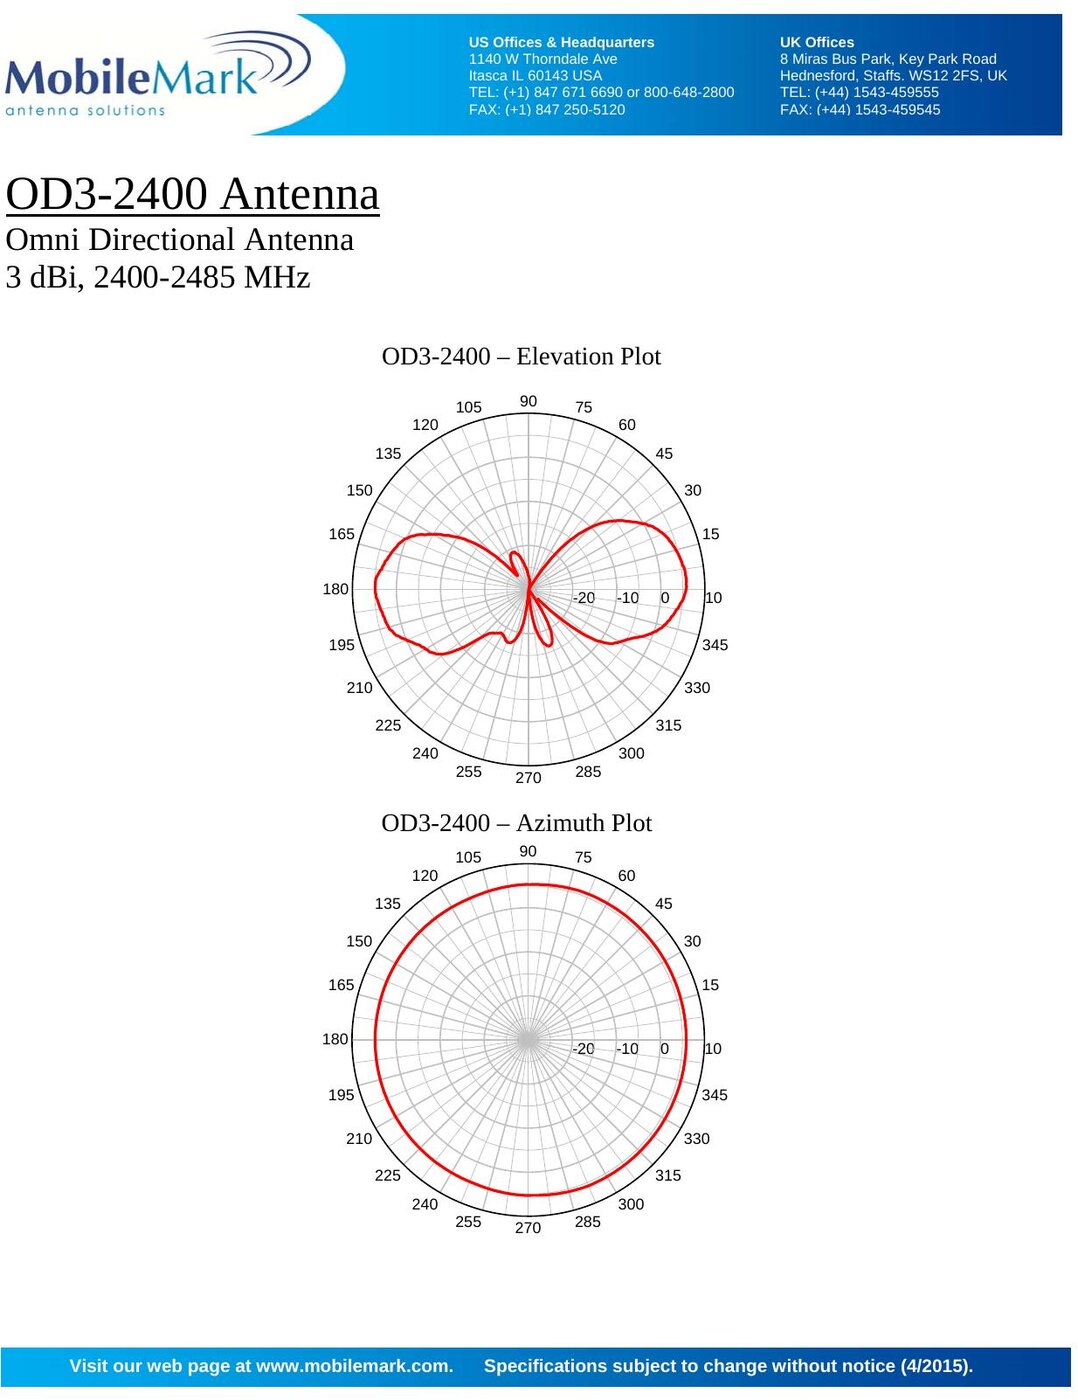 MobileMark
antenna solutions
US Offices & Headquarters
1140 W Thorndale Ave
Itasca IL 60143 USA
TEL: (+1) 847 671 6690 or 800-648-2800
FAX: (+1) 847 250-5120
UK Offices
8 Miras Bus Park, Key Park Road
Hednesford, Staffs. WS12 2FS, UK
TEL: (+44) 1543-459555
FAX: (+44) 1543-459545
OD3-2400 Antenna
Omni Directional Antenna
3 dBi, 2400-2485 MHz
OD3-2400 – Elevation Plot
90
105 75
120 60
135 45
150 30
165 15
180 -20 -10 0 10
195 345
210 330
225 315
240 300
255 285
270
OD3-2400 – Azimuth Plot
90
105 75
120 60
135 45
150 30
165 15
180 -20 -10 0 10
195 345
210 330
225 315
240 300
255 285
270
Visit our web page at www.mobilemark.com. Specifications subject to change without notice (4/2015).